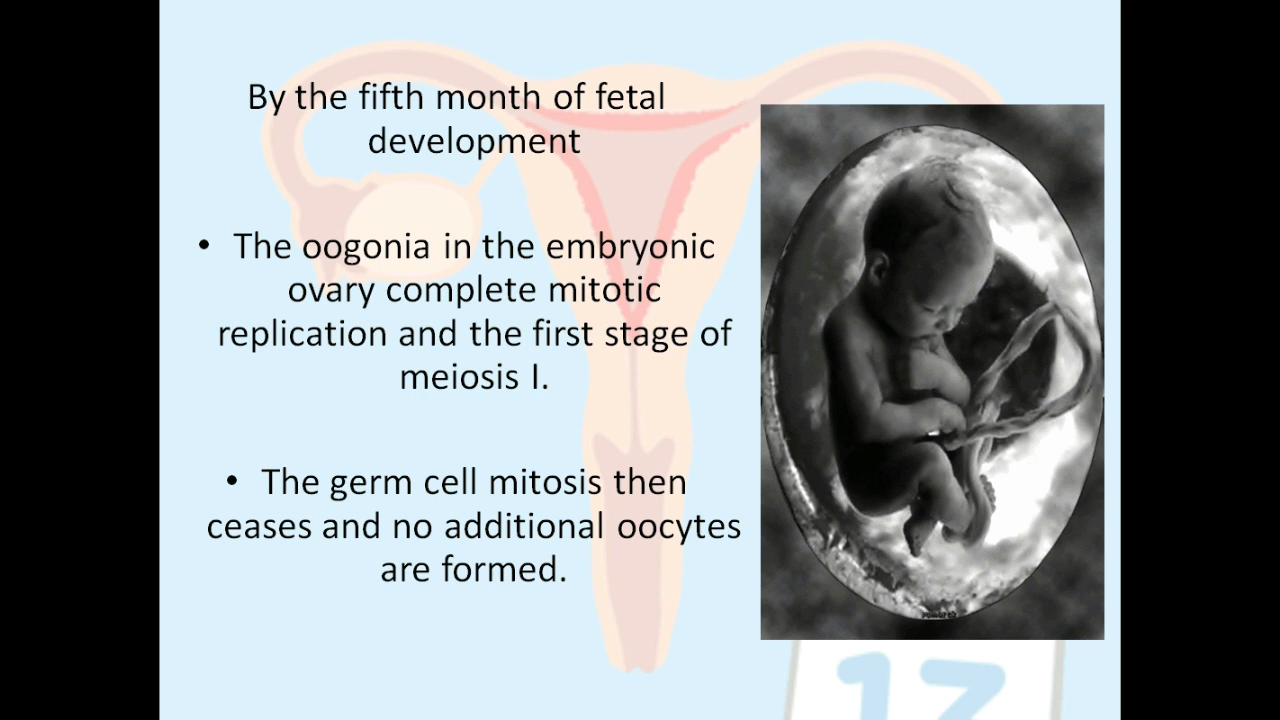 By the fifth month of fetal
development
• The oogonia in the embryonic
ovary complete mitotic
replication and the first stage of
meiosis I.
• The germ cell mitosis then
ceases and no additional oocytes
are formed.